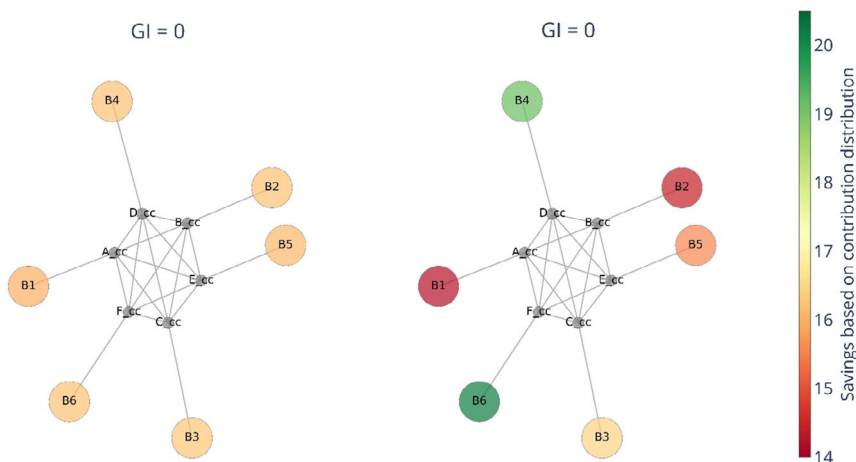 GI = 0
B4
B2
D_cc
B_cc
B5
A_cc
E_cc
B1
F_cc
C_cc
B6
B3
GI = 0
B4
B2
D_cc
B_cc
B5
A_cc
E_cc
B1
F_cc
C_cc
B6
B3
20
19
18
17
16
15
14
Savings based on contribution distribution